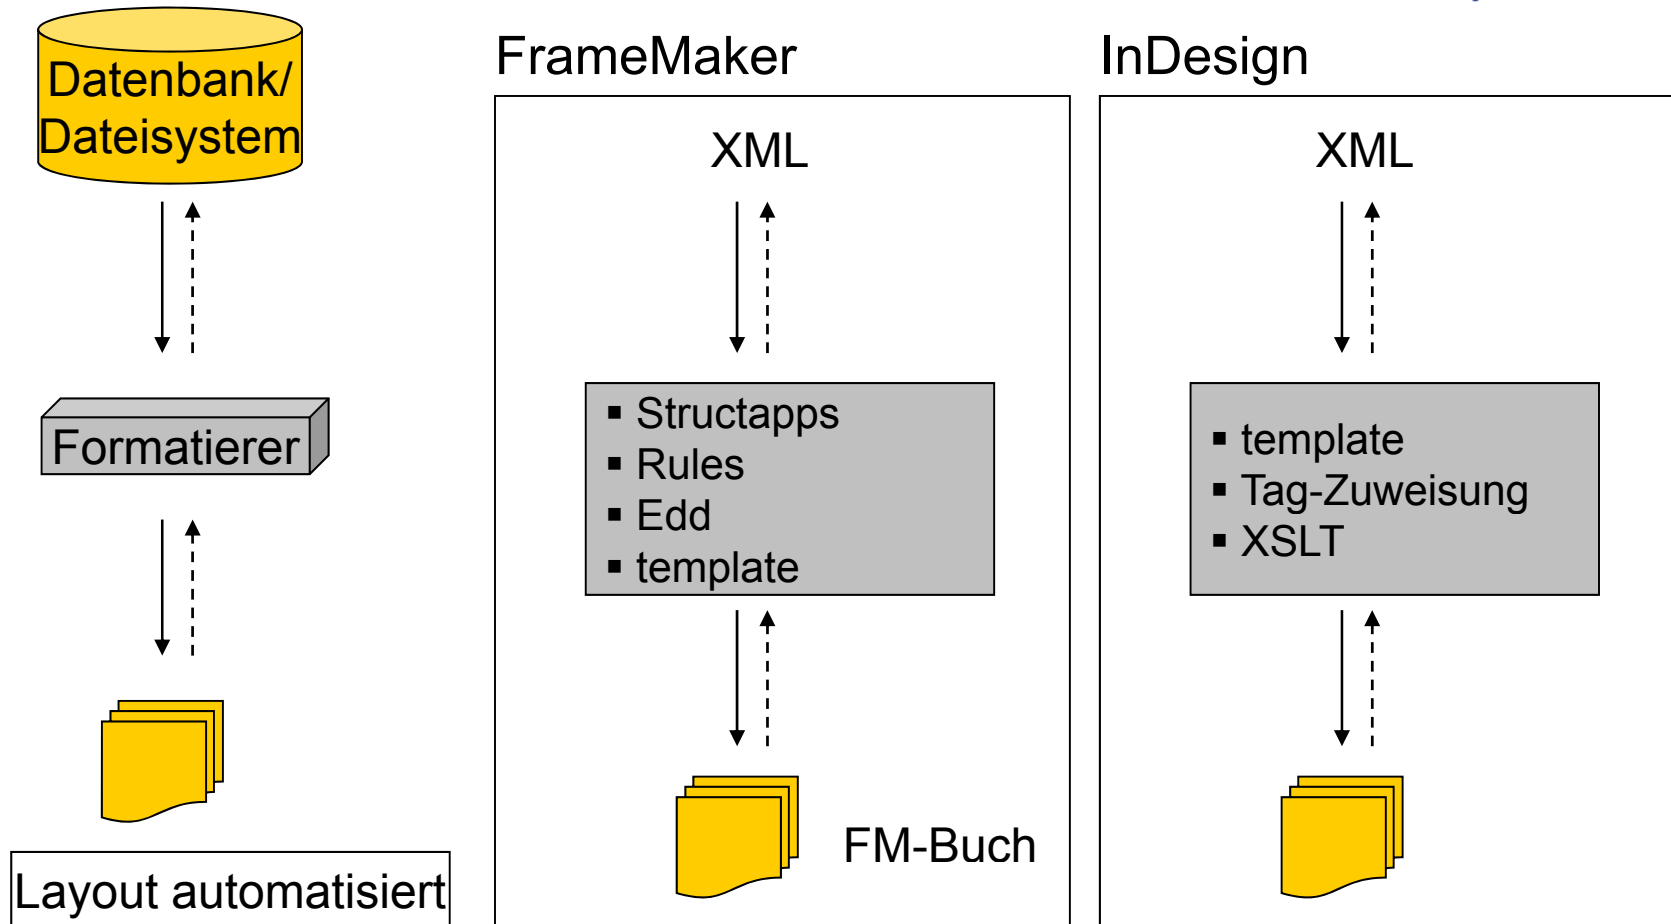 Datenbank/
Dateisystem
Formatierer
Layout automatisiert
FrameMaker
XML
▪ Structapps
▪ Rules
▪ Edd
▪ template
FM-Buch
InDesign
XML
▪ template
▪ Tag-Zuweisung
▪ XSLT